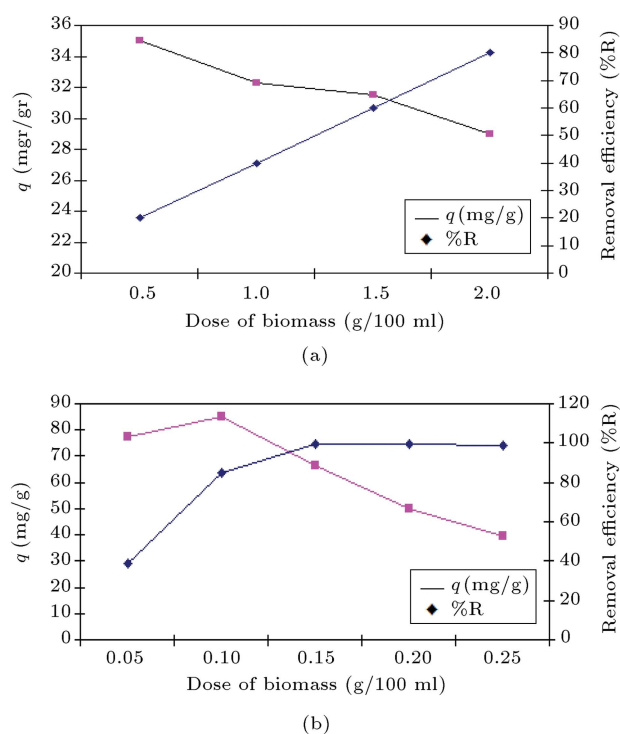 36
34
32
30
28
26
24
22
20
q (mgr/gr)
90
80
70
60
50
40
30
20
10
0
Removal efficiency (%R)
q (mg/g)
%R
0.5 1.0 1.5 2.0
Dose of biomass (g/100 ml)
(a)
90
80
70
60
50
40
30
20
10
0
q (mg/g)
120
100
80
60
40
20
0
Removal efficiency (%R)
q (mg/g)
%R
0.05 0.10 0.15 0.20 0.25
Dose of biomass (g/100 ml)
(b)